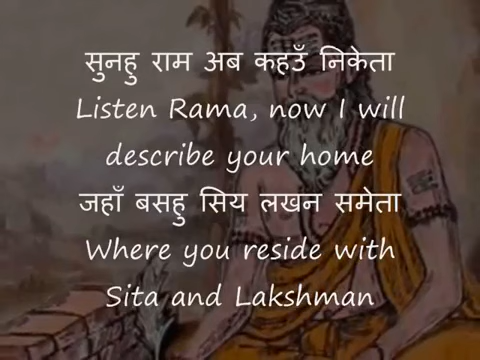 सुनहु राम अब कहउँ निकेता
Listen Rama, now I will
describe your home
जहाँ बसहु सिय लखन समेता
Where you reside with
Sita and Lakshman